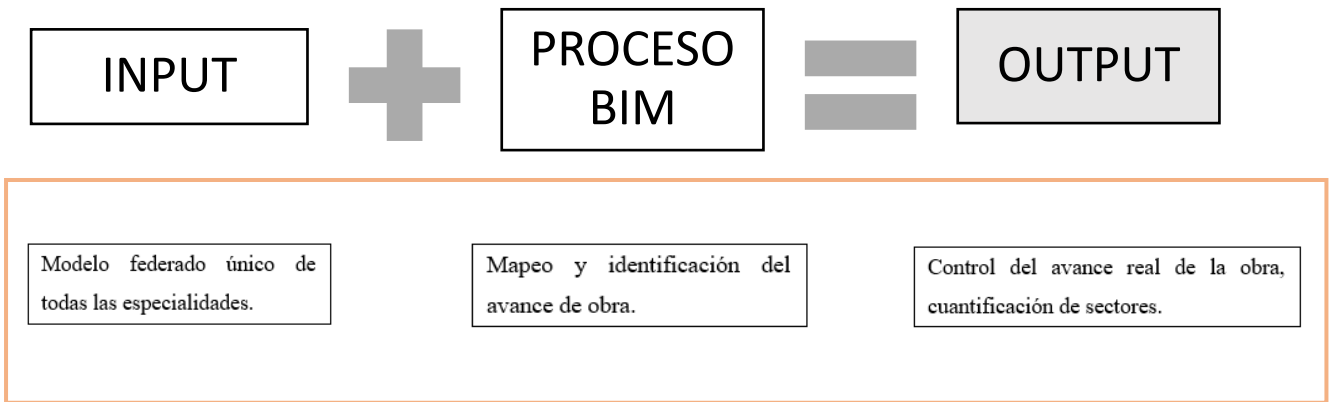 INPUT
PROCESO
BIM
OUTPUT
Modelo federado único de
todas las especialidades.
Mapeo y identificación del
avance de obra.
Control del avance real de la obra,
cuantificación de sectores.